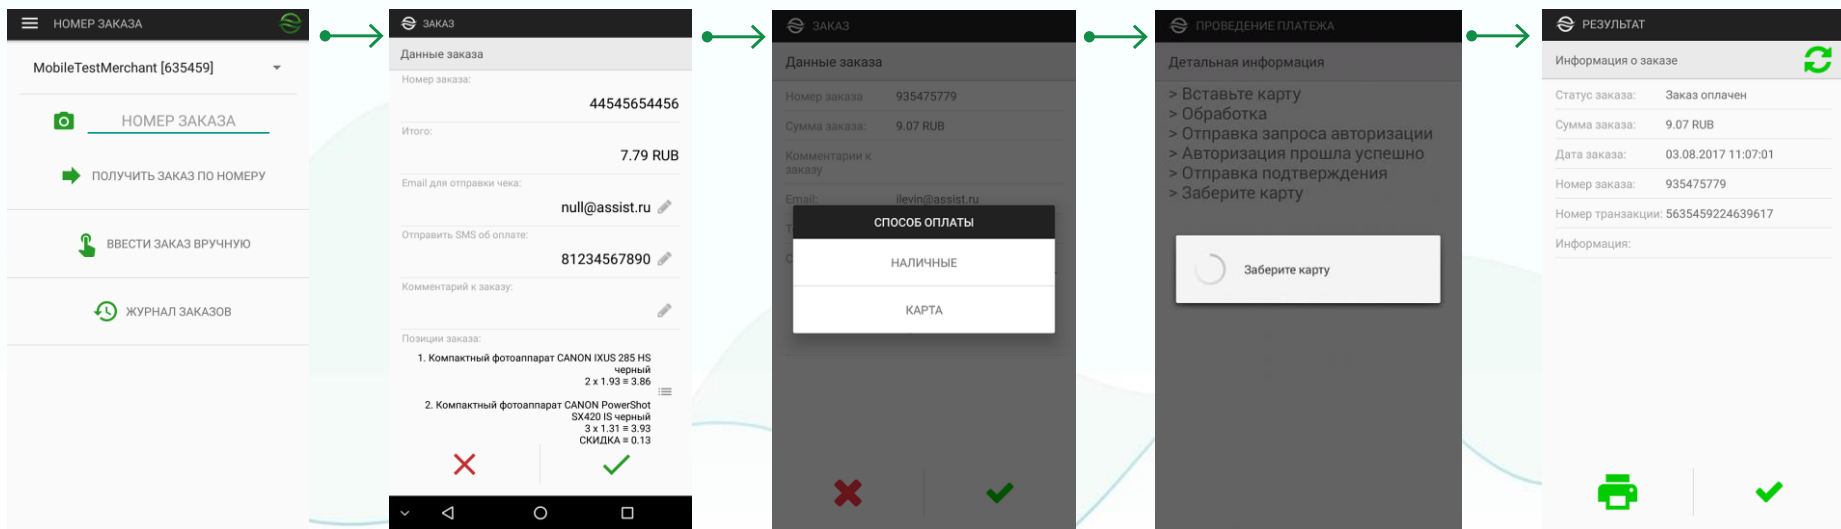 НОМЕР ЗАКАЗА
MobileTestMerchant [635459]
НОМЕР ЗАКАЗА
ПОЛУЧИТЬ ЗАКАЗ ПО НОМЕРУ
ВВЕСТИ ЗАКАЗ ВРУЧНУЮ
ЖУРНАЛ ЗАКАЗОВ
ЗАКАЗ
Данные заказа
Номер заказа:
44545654456
Итого:
7.79 RUB
Email для отправки чека:
null@assist.ru
Отправить SMS об оплате:
81234567890
Комментарий к заказу:
Позиции заказа:
1. Компактный фотоаппарат CANON IXUS 285 HS
черный
2 x 1.93 = 3.86
2. Компактный фотоаппарат CANON PowerShot
SX420 IS черный
3 x 1.31 = 3.93
СКИДКА = 0.13
ЗАКАЗ
Данные заказа
Номер заказа 935475779
Сумма заказа: 9.07 RUB
Комментарии к
заказу
Email: ilevin@assist.ru
СПОСОБ ОПЛАТЫ
НАЛИЧНЫЕ
КАРТА
ПРОВЕДЕНИЕ ПЛАТЕЖА
Детальная информация
> Вставьте карту
> Обработка
> Отправка запроса авторизации
> Авторизация прошла успешно
> Отправка подтверждения
> Заберите карту
Заберите карту
РЕЗУЛЬТАТ
Информация о заказе
Статус заказа: Заказ оплачен
Сумма заказа: 9.07 RUB
Дата заказа: 03.08.2017 11:07:01
Номер заказа: 935475779
Номер транзакции: 5635459224639617
Информация: